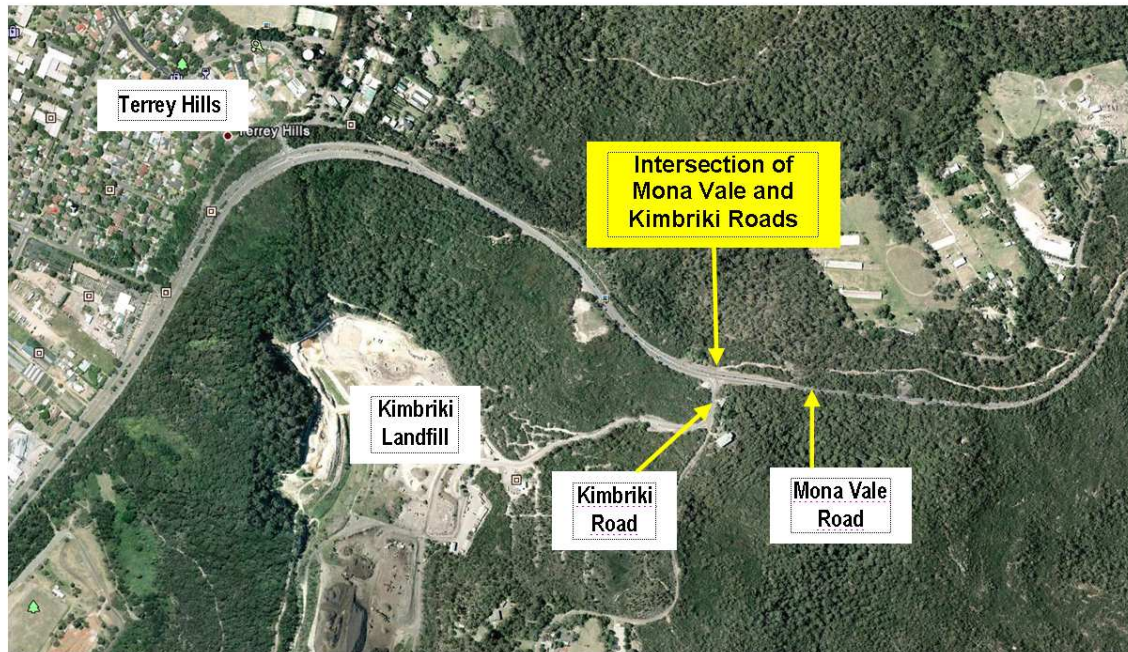 Terrey Hills
Terrey Hills
Intersection of
Mona Vale and
Kimbriki Roads
Kimbriki
Landfill
Kimbriki
Road
Mona Vale
Road